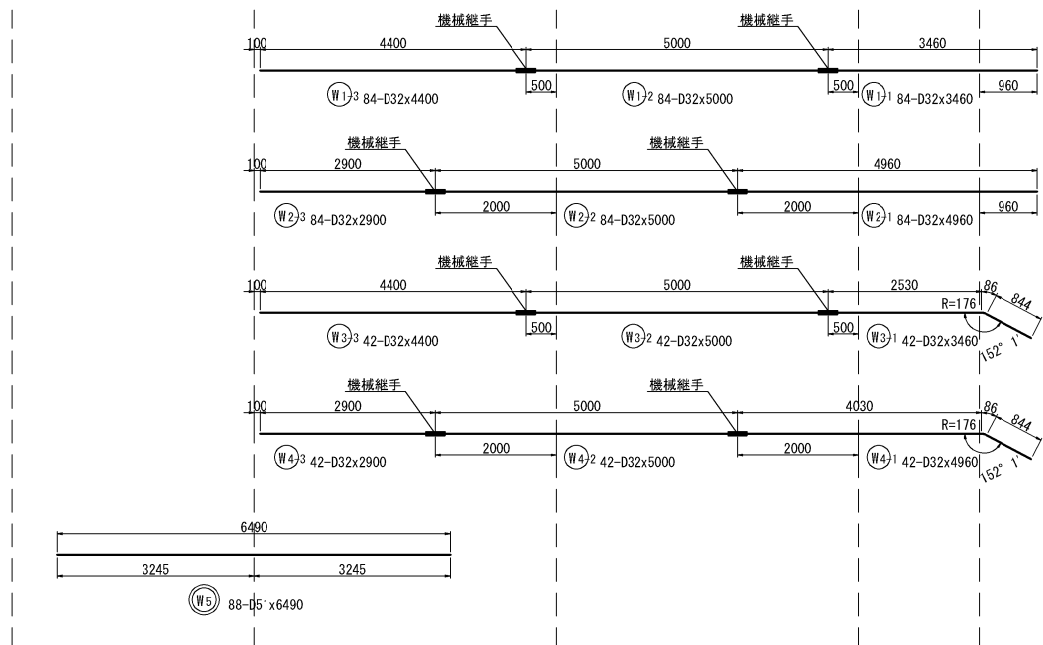 機械継手 機械継手
100 4400 5000 3460
500 500 960
W1-3 84-D32x4400 W1-2 84-D32x5000 W1-1 84-D32x3460
機械継手 機械継手
100 2900 5000 4960
2000 2000 960
W2-3 84-D32x2900 W2-2 84-D32x5000 W2-1 84-D32x4960
機械継手 機械継手
100 4400 5000 2530 86 844
R=176
500 500
W3-3 42-D32x4400 W3-2 42-D32x5000 W3-1 42-D32x3460 152° 1'
機械継手 機械継手
100 2900 5000 4030 86 844
R=176
2000 2000
W4-3 42-D32x2900 W4-2 42-D32x5000 W4-1 42-D32x4960 152° 1'
6490
3245 3245
W5